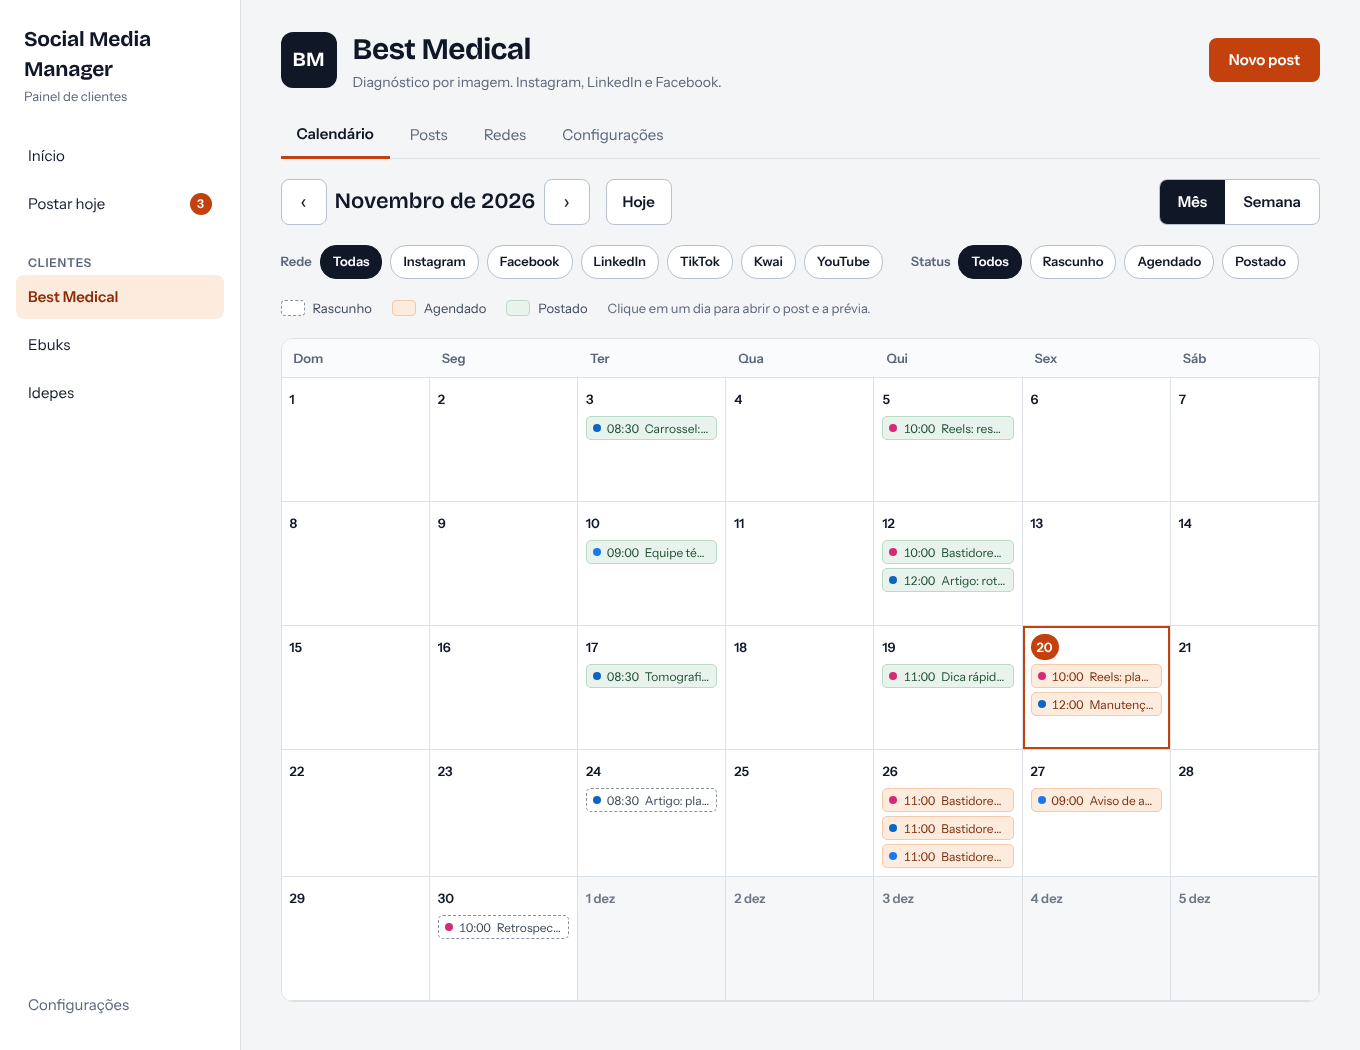 Social Media
Manager
Painel de clientes
Início
Postar hoje 3
CLIENTES
Best Medical
Ebuks
Idepes
Configurações
BM
Best Medical
Diagnóstico por imagem. Instagram, LinkedIn e Facebook.
Novo post
Calendário Posts Redes Configurações
‹ Novembro de 2026 › Hoje Mês Semana
Rede Todas Instagram Facebook LinkedIn TikTok Kwai YouTube Status Todos Rascunho Agendado Postado
Rascunho Agendado Postado Clique em um dia para abrir o post e a prévia.
Dom Seg Ter Qua Qui Sex Sáb
1 2 3 4 5 6 7
08:30 Carrossel:... 10:00 Reels: res...
8 9 10 11 12 13 14
09:00 Equipe té... 10:00 Bastidore...
12:00 Artigo: rot...
15 16 17 18 19 20 21
08:30 Tomografi... 11:00 Dica rápid... 10:00 Reels: pla...
12:00 Manutenç...
22 23 24 25 26 27 28
08:30 Artigo: pla... 11:00 Bastidore... 09:00 Aviso de a...
11:00 Bastidore...
11:00 Bastidore...
29 30 1 dez 2 dez 3 dez 4 dez 5 dez
10:00 Retrospec...